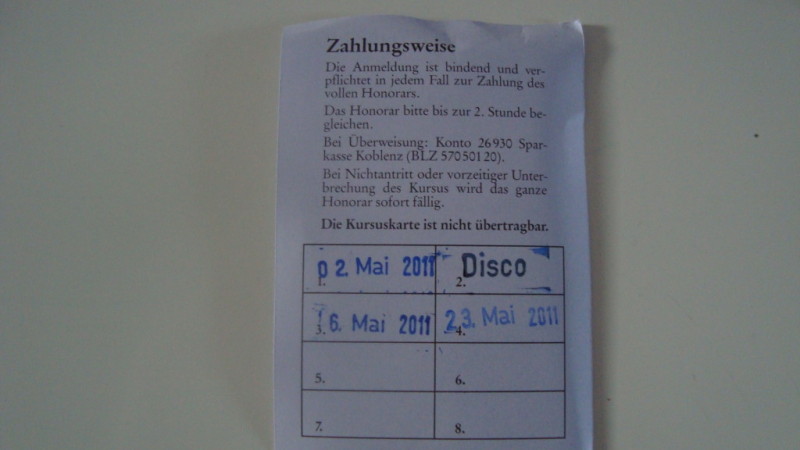 Zahlungsweise
Die Anmeldung ist bindend und ver-
pflichtet in jedem Fall zur Zahlung des
vollen Honorars.
Das Honorar bitte bis zur 2. Stunde be-
gleichen.
Bei Überweisung: Konto 26930 Spar-
kasse Koblenz (BLZ 57050120).
Bei Nichtantritt oder vorzeitiger Unter-
brechung des Kursus wird das ganze
Honorar sofort fällig.
Die Kursuskarte ist nicht übertragbar.
02. Mai 2011 Disco
1. 2.
16. Mai 2011 23. Mai 2011
3. 4.
5. 6.
7. 8.